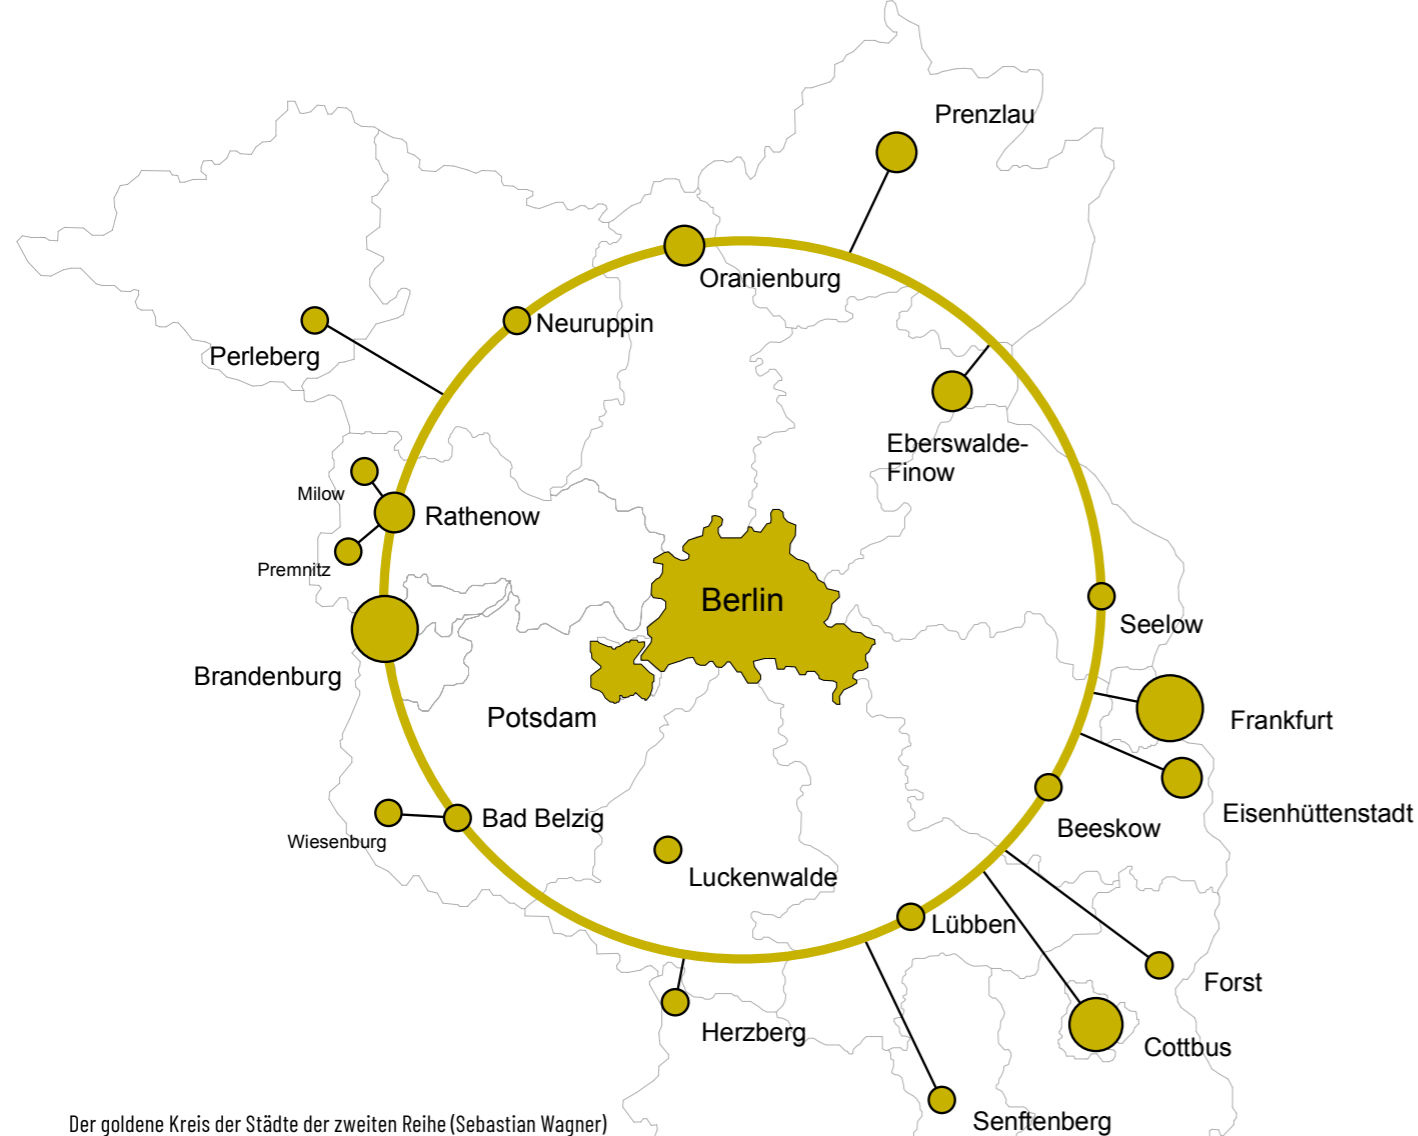 Prenzlau
Oranienburg
Neuruppin
Perleberg
Eberswalde-
Finow
Milow
Rathenow
Premnitz
Berlin
Seelow
Brandenburg
Potsdam
Frankfurt
Eisenhüttenstadt
Bad Belzig
Beeskow
Wiesenburg
Luckenwalde
Lübben
Forst
Herzberg
Cottbus
Senftenberg
Der goldene Kreis der Städte der zweiten Reihe (Sebastian Wagner)